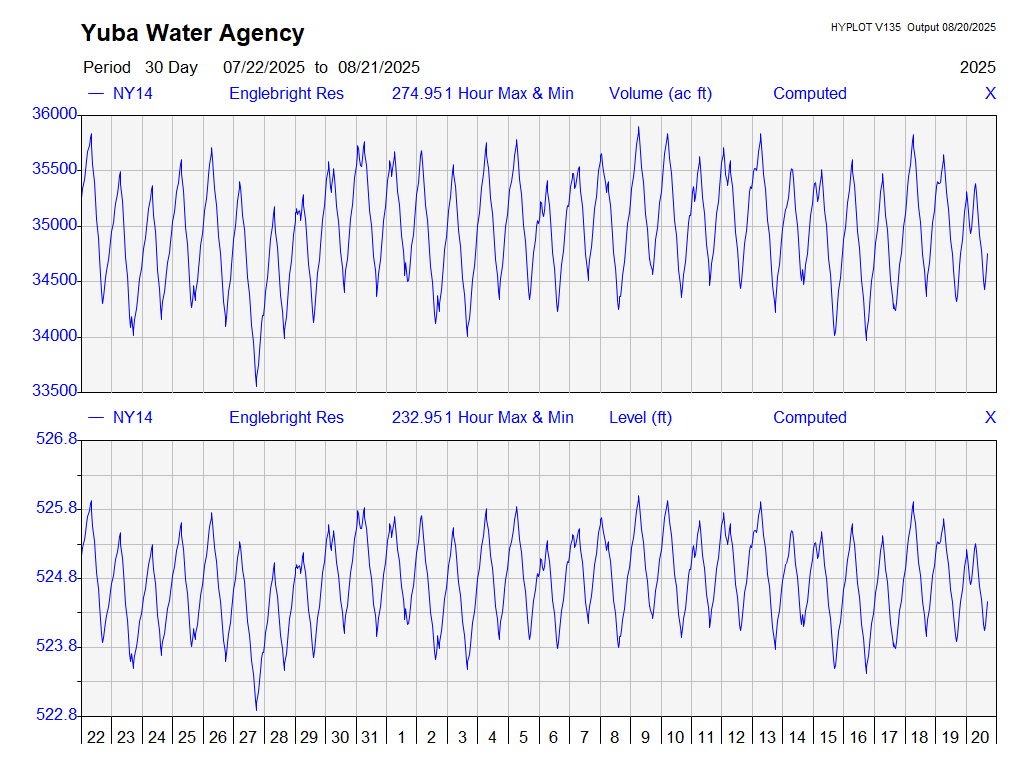 Yuba Water Agency
HYPLOT V135 Output 08/20/2025
Period 30 Day 07/22/2025 to 08/21/2025 2025
NY14 Englebright Res 274.951 Hour Max & Min Volume (ac ft) Computed X
36000
35500
35000
34500
34000
33500
NY14 Englebright Res 232.951 Hour Max & Min Level (ft) Computed X
526.8
525.8
524.8
523.8
522.8
22 23 24 25 26 27 28 29 30 31 1 2 3 4 5 6 7 8 9 10 11 12 13 14 15 16 17 18 19 20